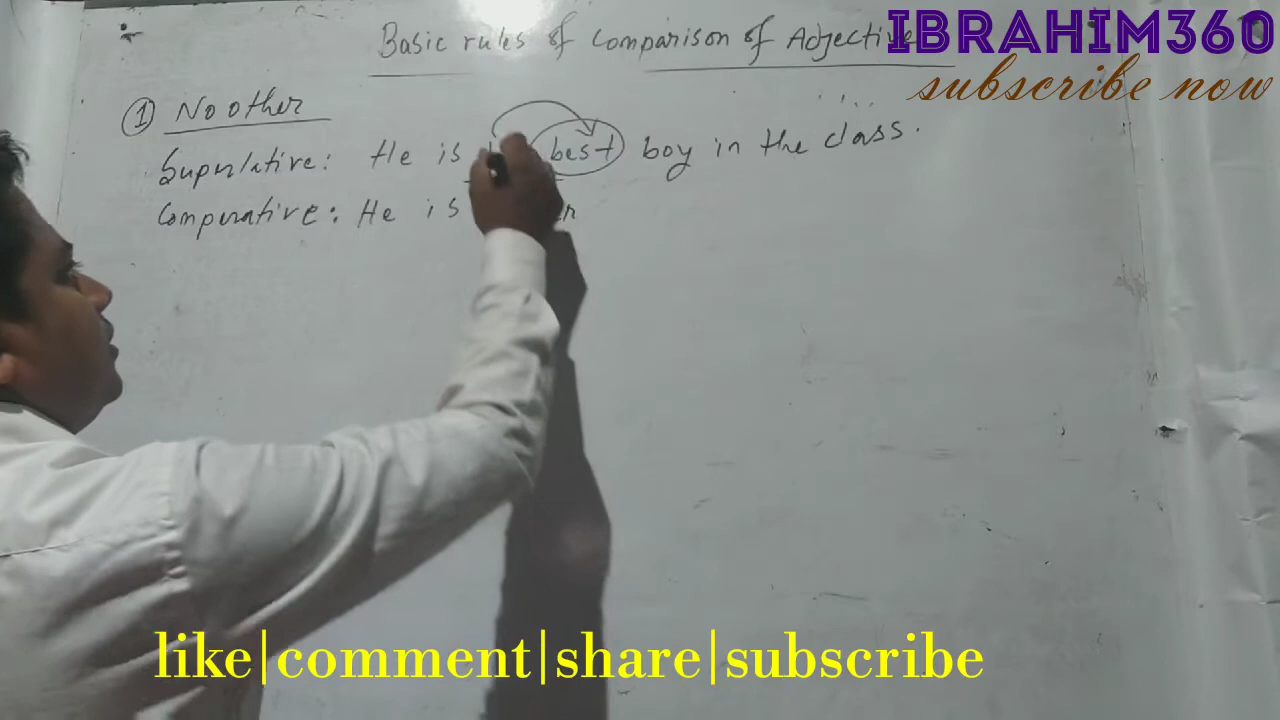 Basic rules of Comparison of Adjective
IBRAHIM360
subscribe now
① No other
Superlative: He is best boy in the class.
Comperative: He is
like|comment|share|subscribe